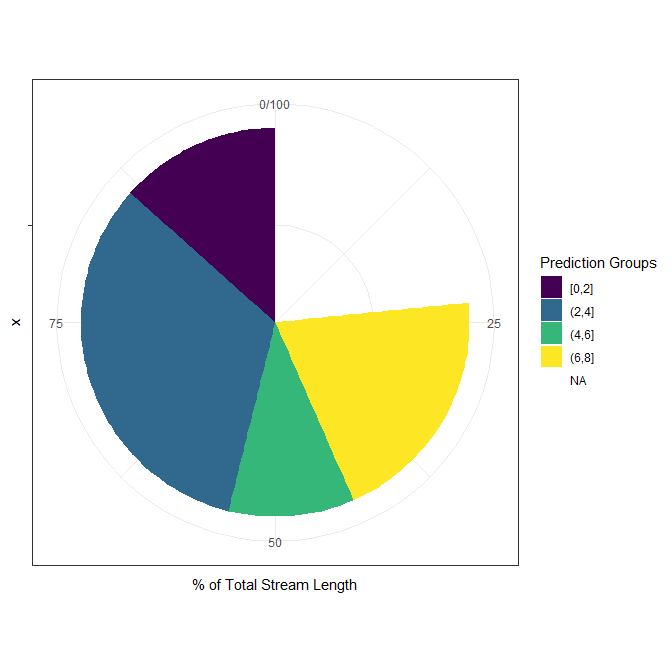 0/100
25
50
75
x
% of Total Stream Length
Prediction Groups
[0,2]
(2,4]
(4,6]
(6,8]
NA